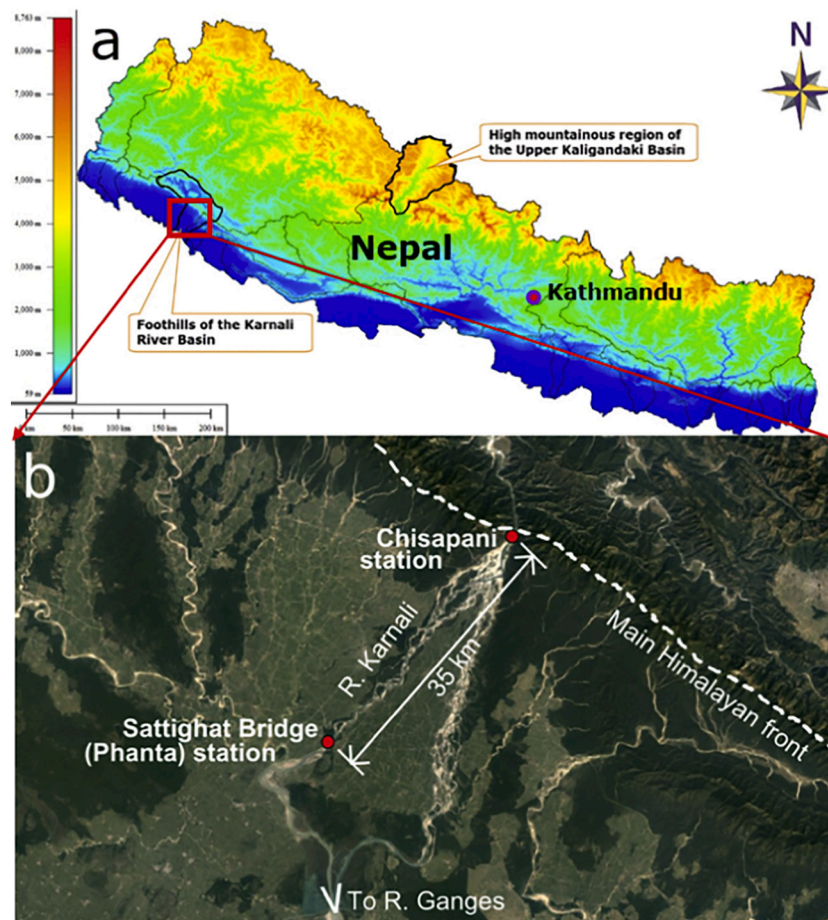 a
N
8,763 m
8,000 m
7,000 m
6,000 m
5,000 m
4,000 m
3,000 m
2,000 m
1,000 m
59 m
High mountainous region of
the Upper Kaligandaki Basin
Nepal
Kathmandu
Foothills of the Karnali
River Basin
50 km
100 km
150 km
200 km
b
Chisapani
station
R. Karnali
35 km
Main Himalayan front
Sattighat Bridge
(Phanta) station
To R. Ganges